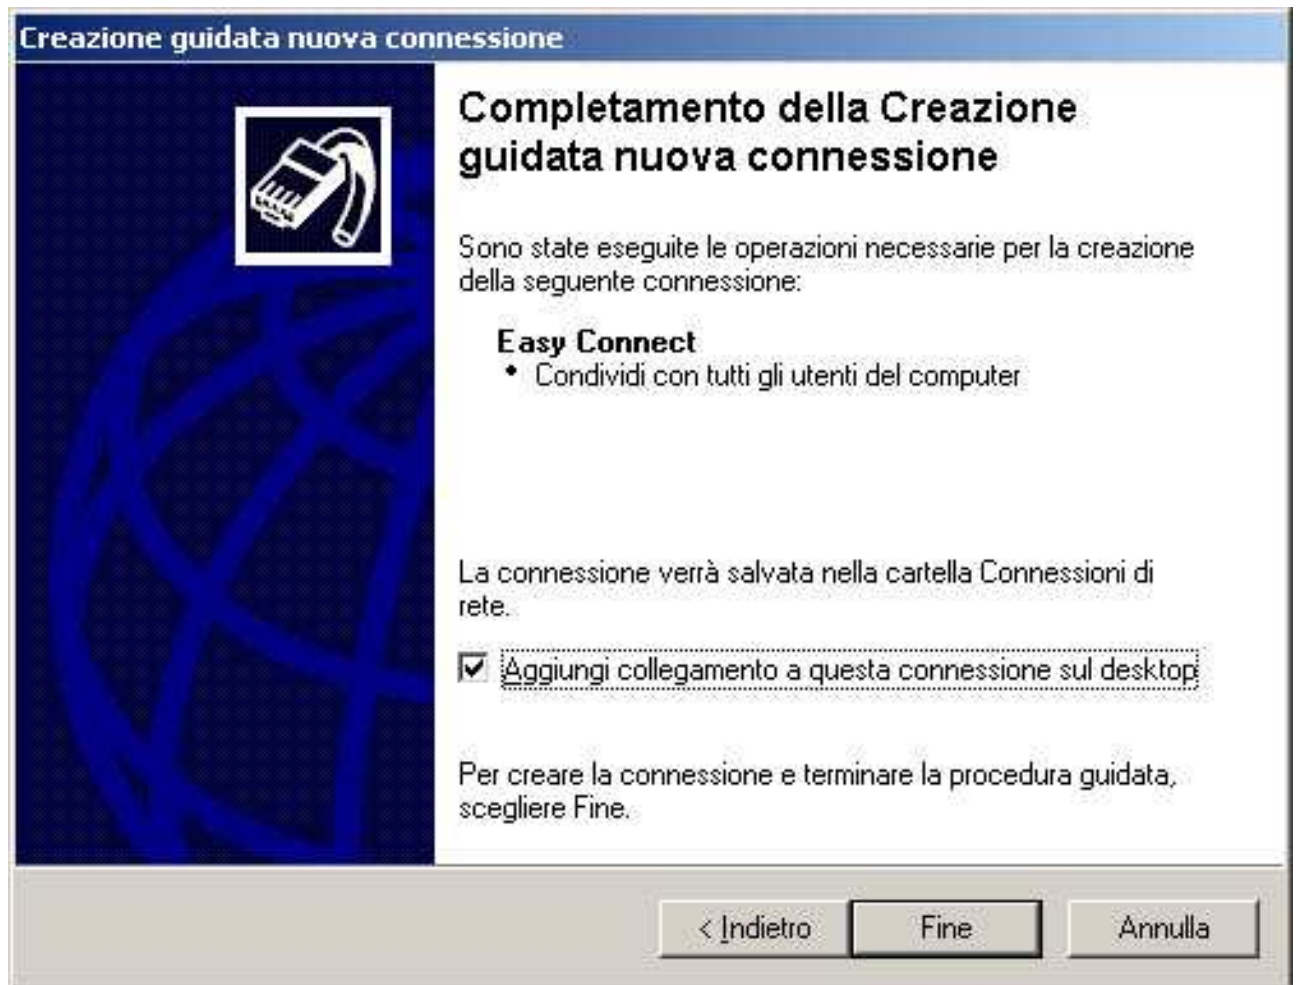 Creazione guidata nuova connessione
Completamento della Creazione
guidata nuova connessione
Sono state eseguite le operazioni necessarie per la creazione
della seguente connessione:
Easy Connect
• Condividi con tutti gli utenti del computer
La connessione verrà salvata nella cartella Connessioni di
rete.
Aggiungi collegamento a questa connessione sul desktop
Per creare la connessione e terminare la procedura guidata,
scegliere Fine.
< Indietro
Fine
Annulla